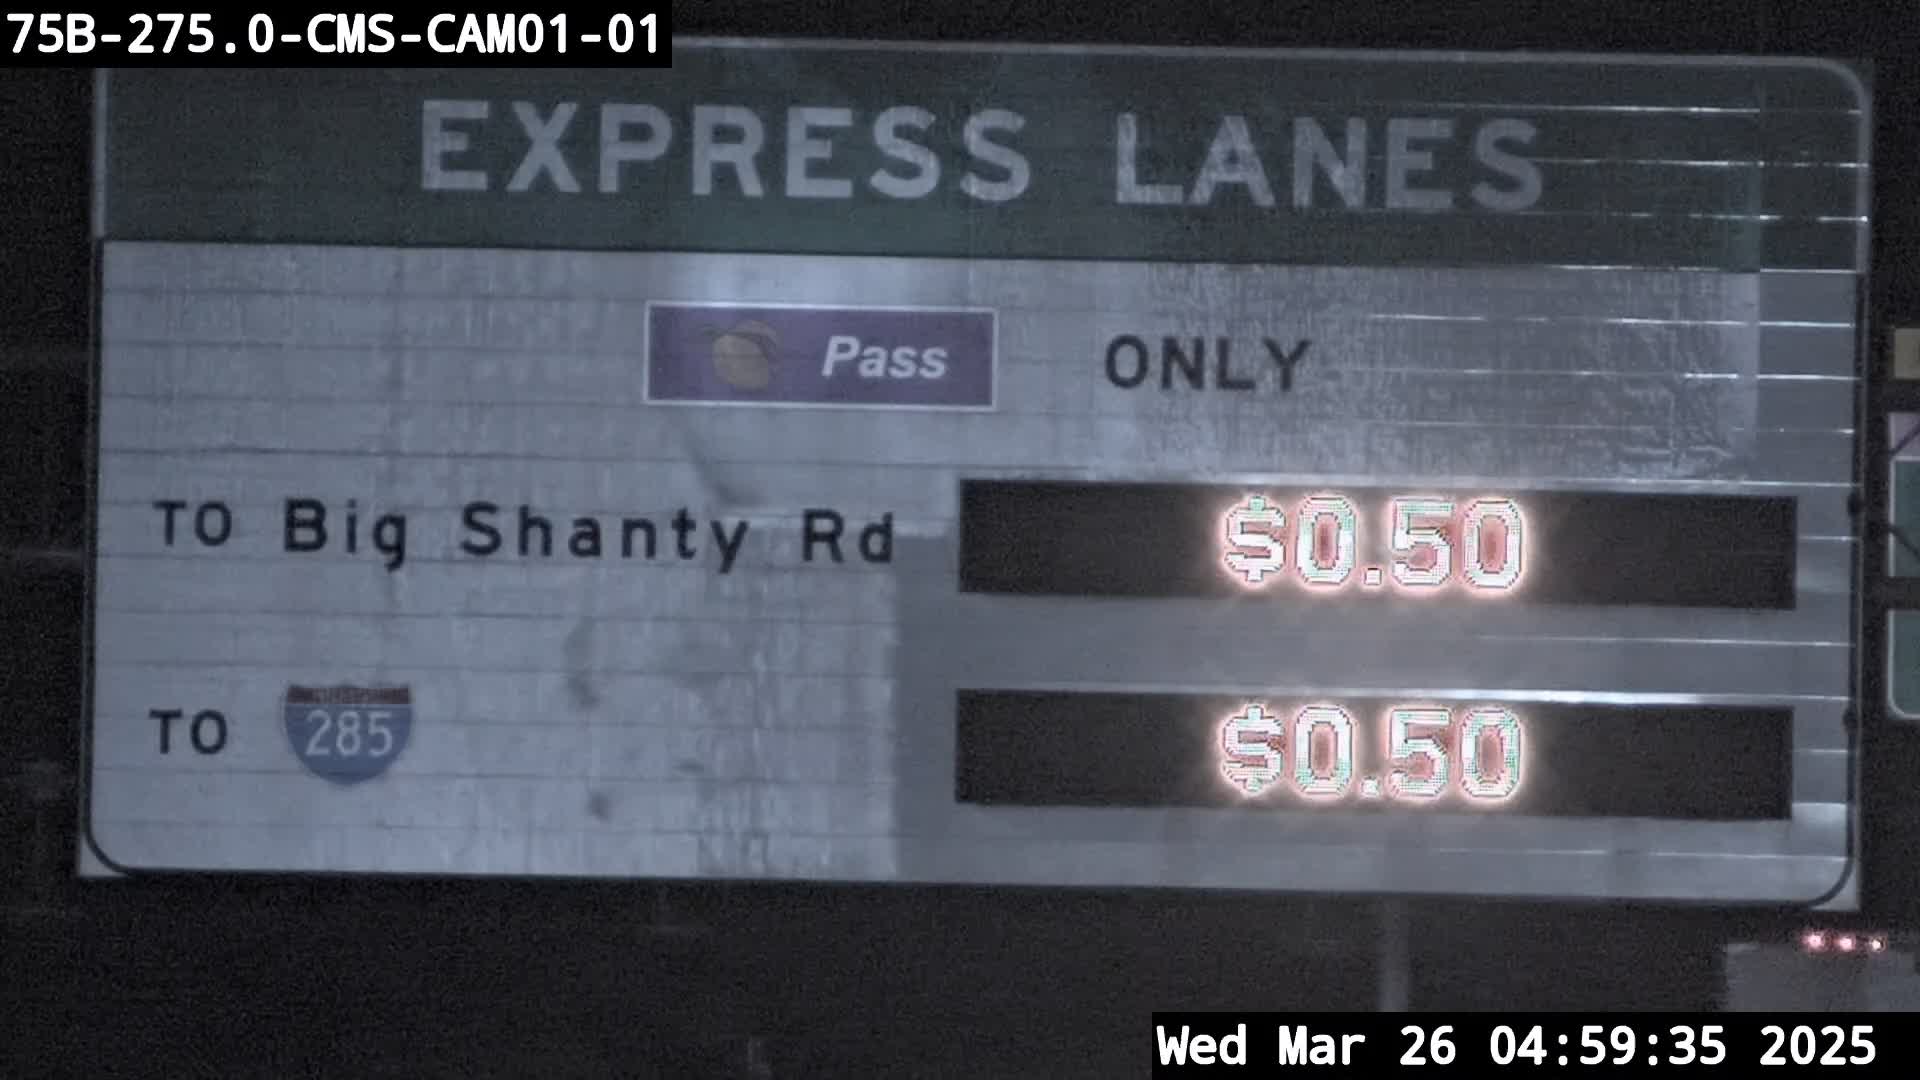 75B-275.0-CMS-CAM01-01
EXPRESS LANES
Pass ONLY
TO Big Shanty Rd $0.50
TO 285 $0.50
Wed Mar 26 04:59:35 2025